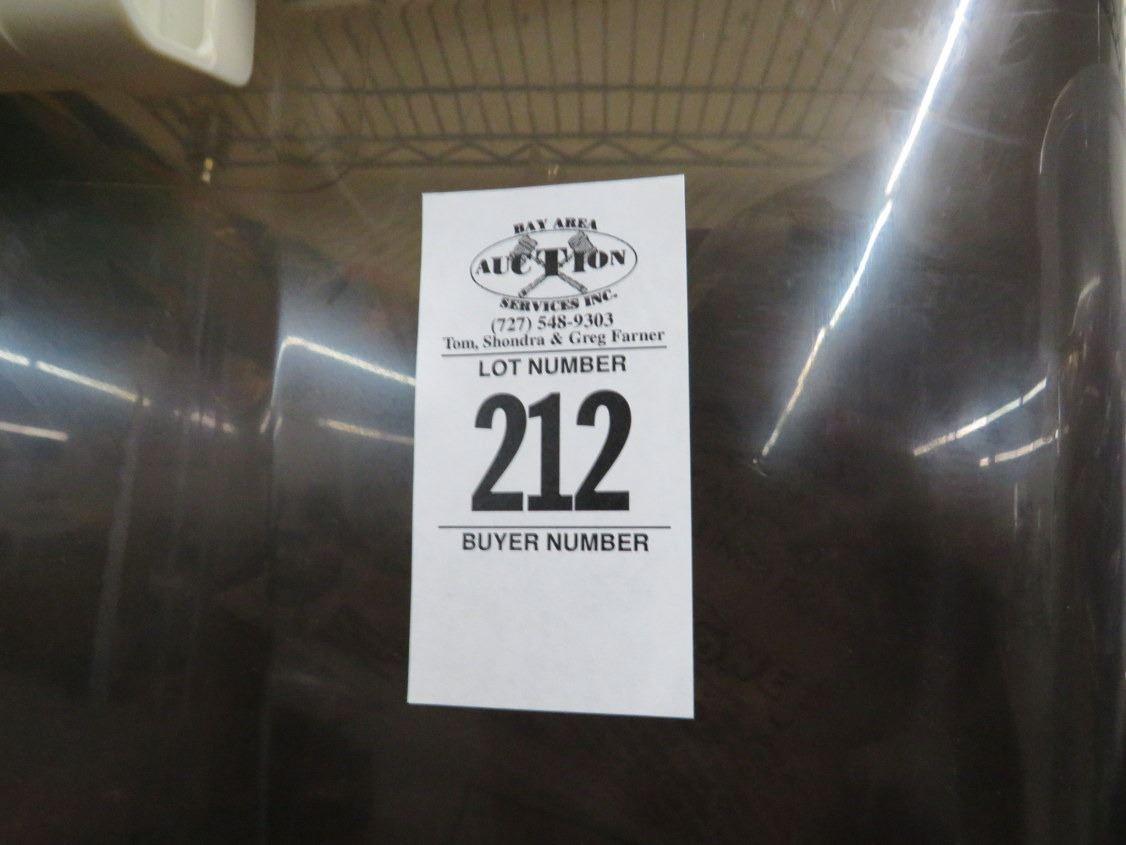 BAY AREA
AUCTION
SERVICES INC.
(727) 548-9303
Tom, Shondra & Greg Farner
LOT NUMBER
212
BUYER NUMBER